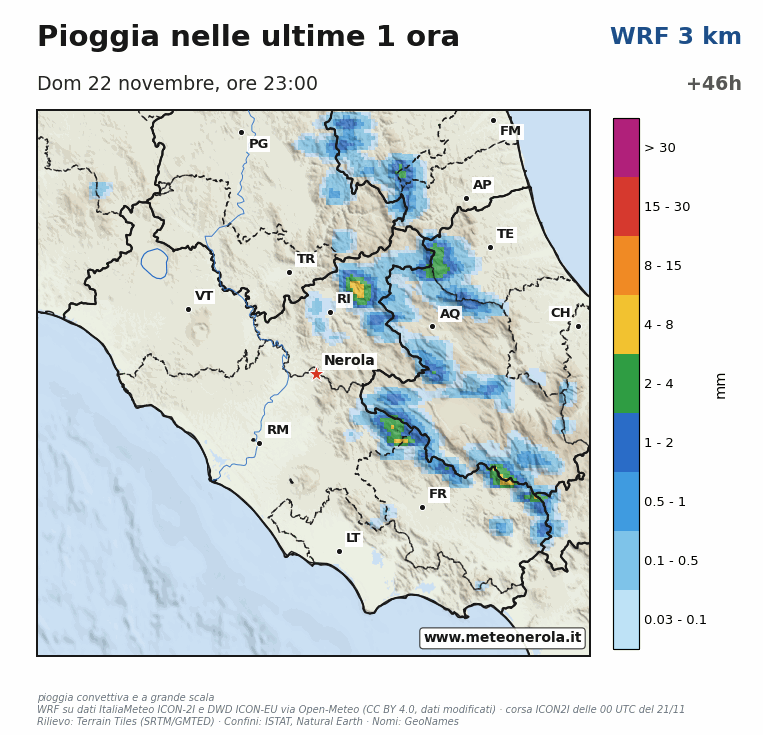 Pioggia nelle ultime 1 ora
WRF 3 km
Dom 22 novembre, ore 23:00
+46h
FM
PG
AP
TE
TR
VT
RI
AQ
CH
Nerola
RM
FR
LT
www.meteonerola.it
> 30
15 - 30
8 - 15
4 - 8
2 - 4
1 - 2
0.5 - 1
0.1 - 0.5
0.03 - 0.1
mm
pioggia convettiva e a grande scala
WRF su dati ItaliaMeteo ICON-2I e DWD ICON-EU via Open-Meteo (CC BY 4.0, dati modificati) · corsa ICON2I delle 00 UTC del 21/11
Rilievo: Terrain Tiles (SRTM/GMTED) · Confini: ISTAT, Natural Earth · Nomi: GeoNames